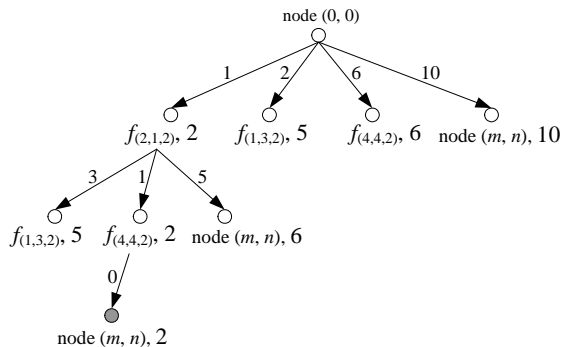 node (0, 0)
1 2 6 10
f(2,1,2), 2 f(1,3,2), 5 f(4,4,2), 6 node (m, n), 10
3 1 5
f(1,3,2), 5 f(4,4,2), 2 node (m, n), 6
0
node (m, n), 2